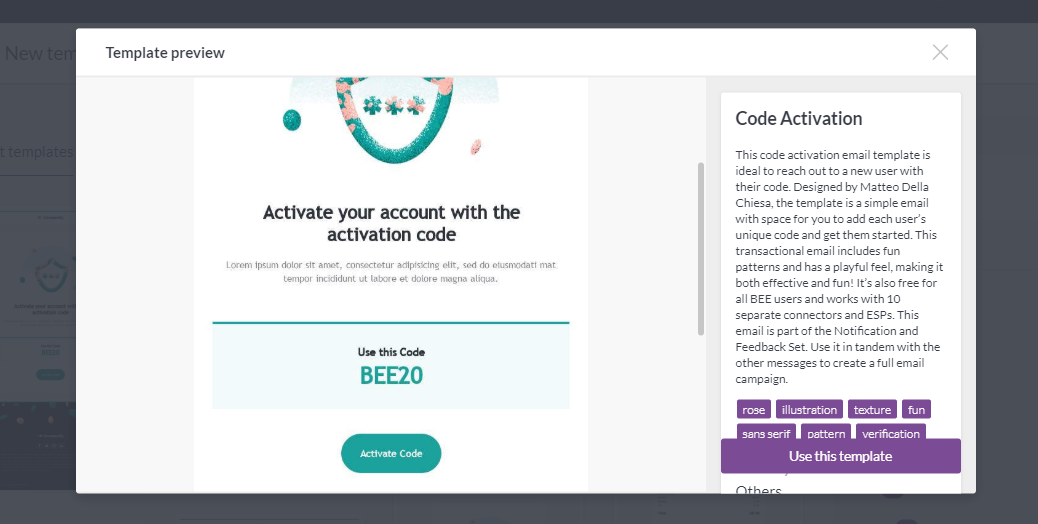 New tem
Template preview
t templates
Activate your account with the
activation code
Lorem ipsum dolor sit amet, consectetur adipisicing elit, sed do eiusmodati mat
tempor incididunt ut labore et dolore magna aliqua.
Use this Code
BEE20
Activate Code
Code Activation
This code activation email template is
ideal to reach out to a new user with
their code. Designed by Matteo Della
Chiesa, the template is a simple email
with space for you to add each user's
unique code and get them started. This
transactional email includes fun
patterns and has a playful feel, making it
both effective and fun! It's also free for
all BEE users and works with 10
separate connectors and ESPs. This
email is part of the Notification and
Feedback Set. Use it in tandem with the
other messages to create a full email
campaign.
rose illustration texture fun
sans serif pattern verification
Use this template
Others